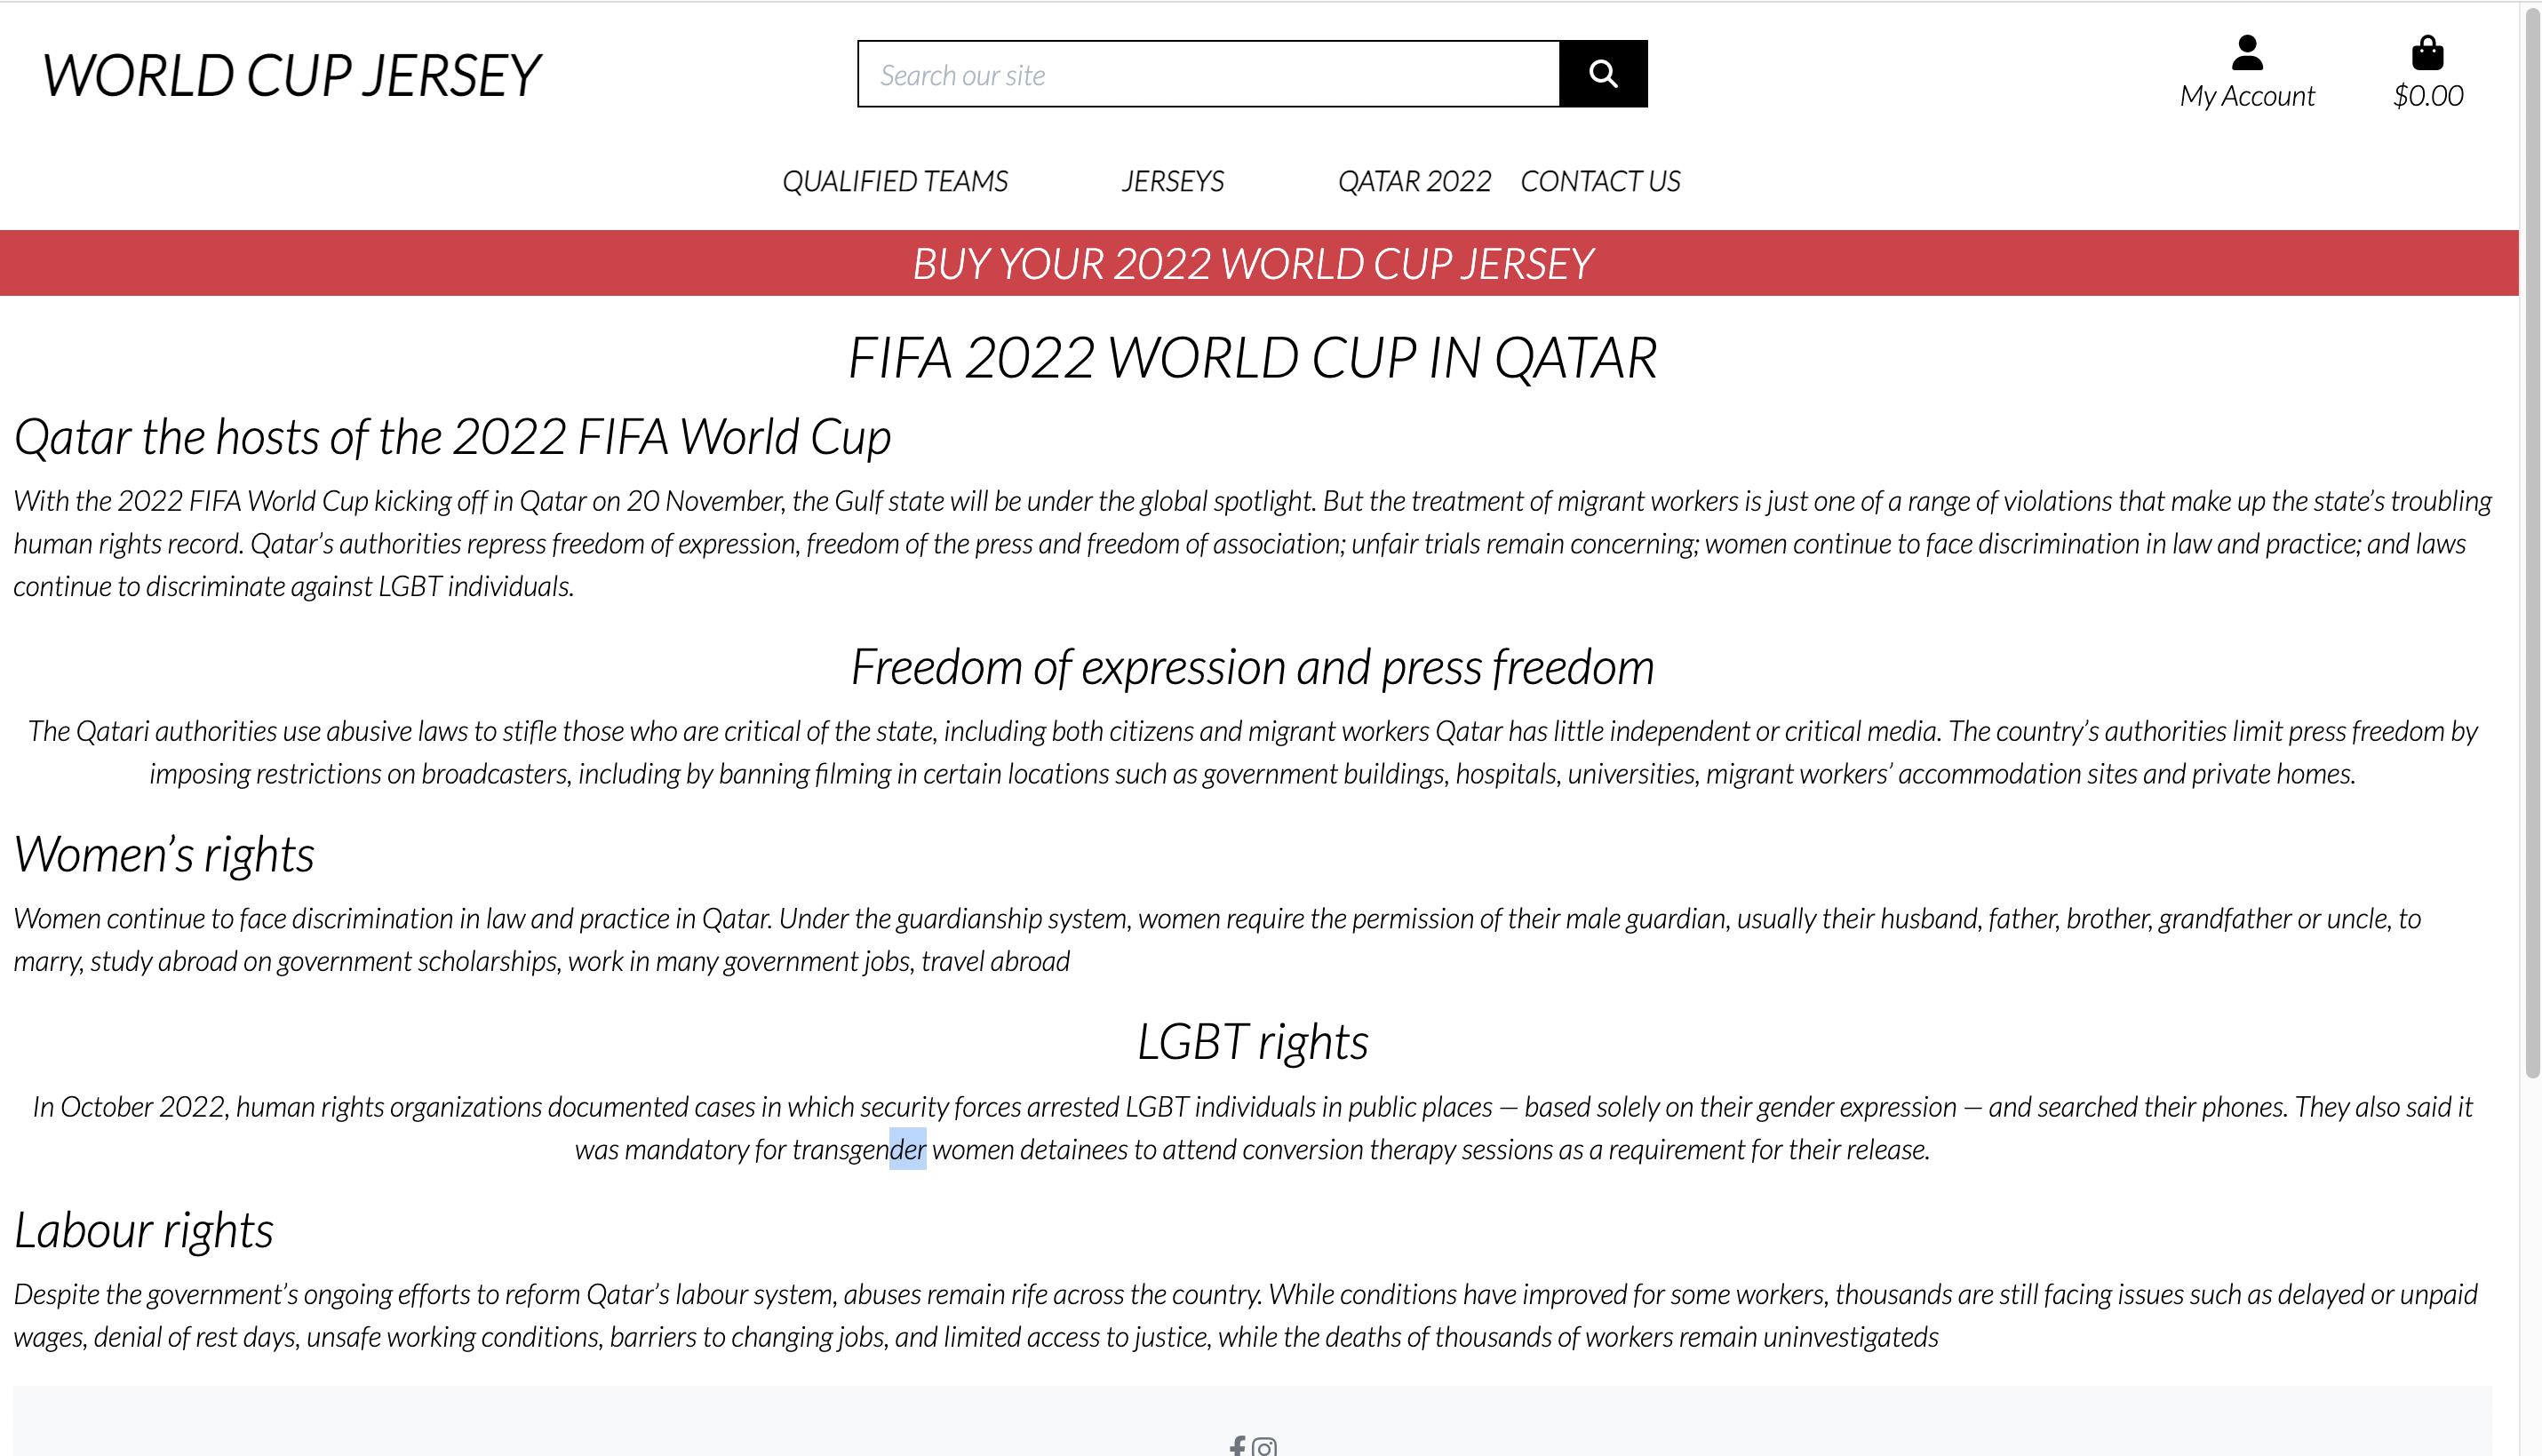 WORLD CUP JERSEY
Search our site
My Account
$0.00
QUALIFIED TEAMS
JERSEYS
QATAR 2022
CONTACT US
BUY YOUR 2022 WORLD CUP JERSEY
FIFA 2022 WORLD CUP IN QATAR
Qatar the hosts of the 2022 FIFA World Cup
With the 2022 FIFA World Cup kicking off in Qatar on 20 November, the Gulf state will be under the global spotlight. But the treatment of migrant workers is just one of a range of violations that make up the state’s troubling
human rights record. Qatar’s authorities repress freedom of expression, freedom of the press and freedom of association; unfair trials remain concerning; women continue to face discrimination in law and practice; and laws
continue to discriminate against LGBT individuals.
Freedom of expression and press freedom
The Qatari authorities use abusive laws to stifle those who are critical of the state, including both citizens and migrant workers Qatar has little independent or critical media. The country’s authorities limit press freedom by
imposing restrictions on broadcasters, including by banning filming in certain locations such as government buildings, hospitals, universities, migrant workers’ accommodation sites and private homes.
Women’s rights
Women continue to face discrimination in law and practice in Qatar. Under the guardianship system, women require the permission of their male guardian, usually their husband, father, brother, grandfather or uncle, to
marry, study abroad on government scholarships, work in many government jobs, travel abroad
LGBT rights
In October 2022, human rights organizations documented cases in which security forces arrested LGBT individuals in public places — based solely on their gender expression — and searched their phones. They also said it
was mandatory for transgender women detainees to attend conversion therapy sessions as a requirement for their release.
Labour rights
Despite the government’s ongoing efforts to reform Qatar’s labour system, abuses remain rife across the country. While conditions have improved for some workers, thousands are still facing issues such as delayed or unpaid
wages, denial of rest days, unsafe working conditions, barriers to changing jobs, and limited access to justice, while the deaths of thousands of workers remain uninvestigateds